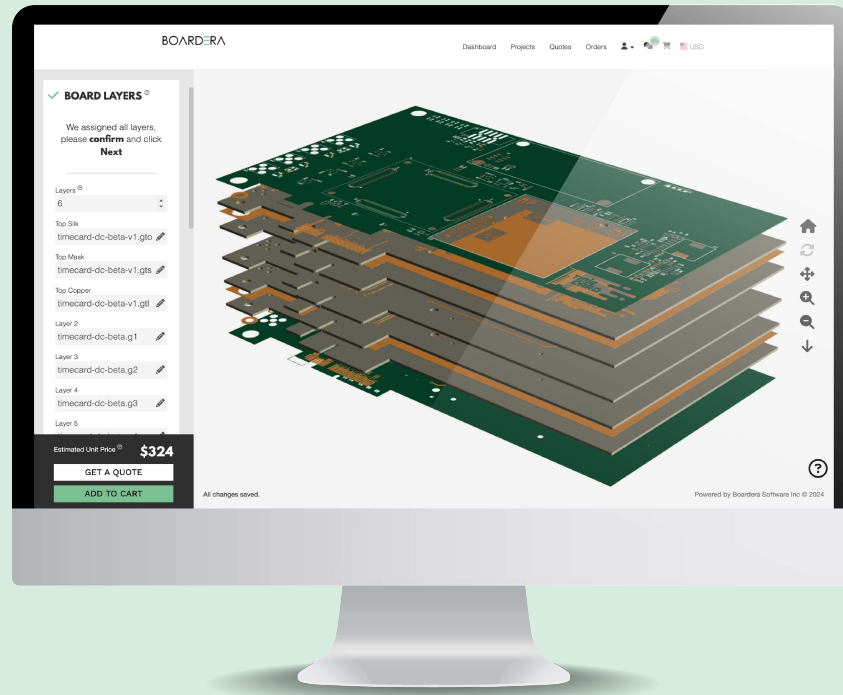 BOARDERA
Dashboard Projects Quotes Orders USD
BOARD LAYERS
We assigned all layers,
please confirm and click
Next
Layers
6
Top Silk
timecard-dc-beta-v1.gto
Top Mask
timecard-dc-beta-v1.gts
Top Copper
timecard-dc-beta-v1.gtl
Layer 2
timecard-dc-beta.g1
Layer 3
timecard-dc-beta.g2
Layer 4
timecard-dc-beta.g3
Layer 5
Estimated Unit Price $324
GET A QUOTE
ADD TO CART
All changes saved.
?
Powered by Boardera Software Inc © 2024